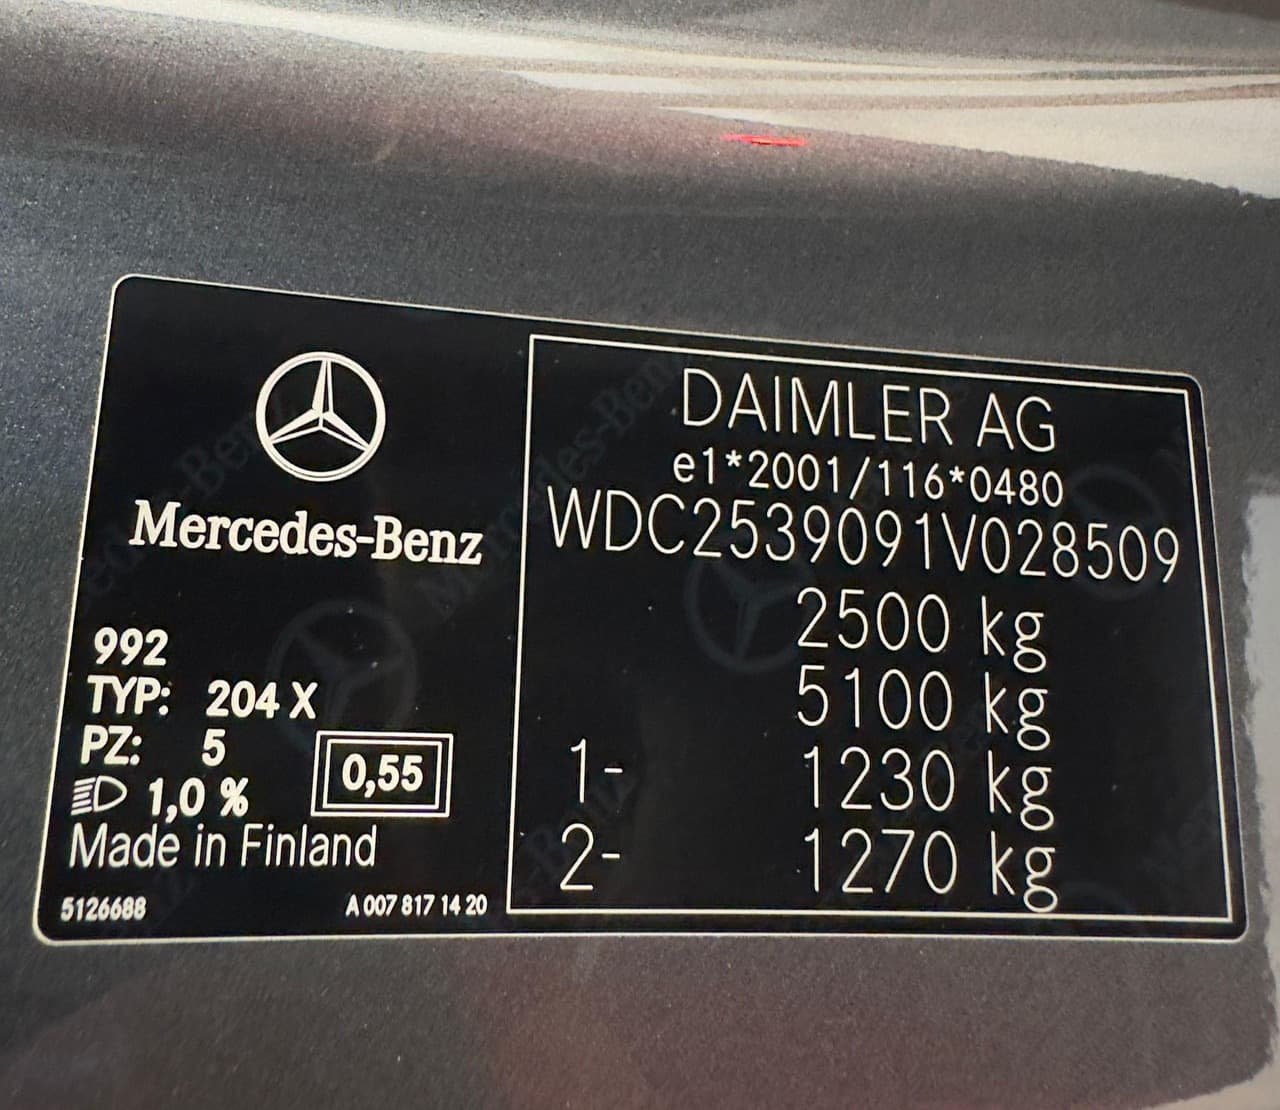 Mercedes-Benz
992
TYP: 204 X
PZ: 5
1,0 %
0,55
Made in Finland
5126688
A 007 817 14 20
DAIMLER AG
e1*2001/116*0480
WDC2539091V028509
2500 kg
5100 kg
1- 1230 kg
2- 1270 kg